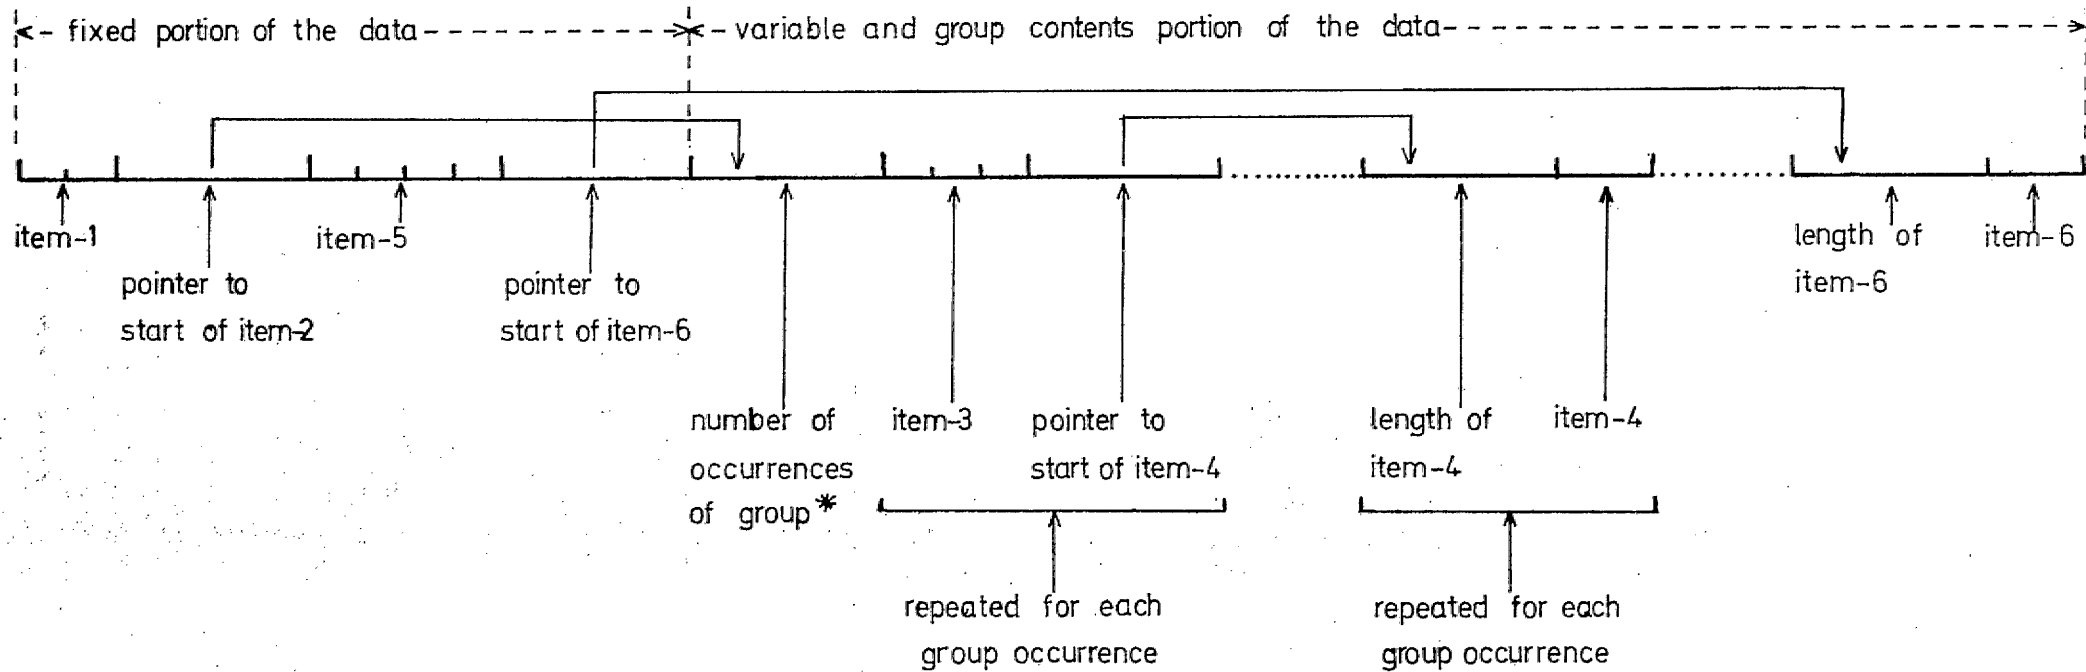 fixed portion of the data
variable and group contents portion of the data
item-1
item-5
length of
item-6
item-6
pointer to
start of item-2
pointer to
start of item-6
number of
occurrences
of group*
item-3
pointer to
start of item-4
length of
item-4
item-4
repeated for each
group occurrence
repeated for each
group occurrence